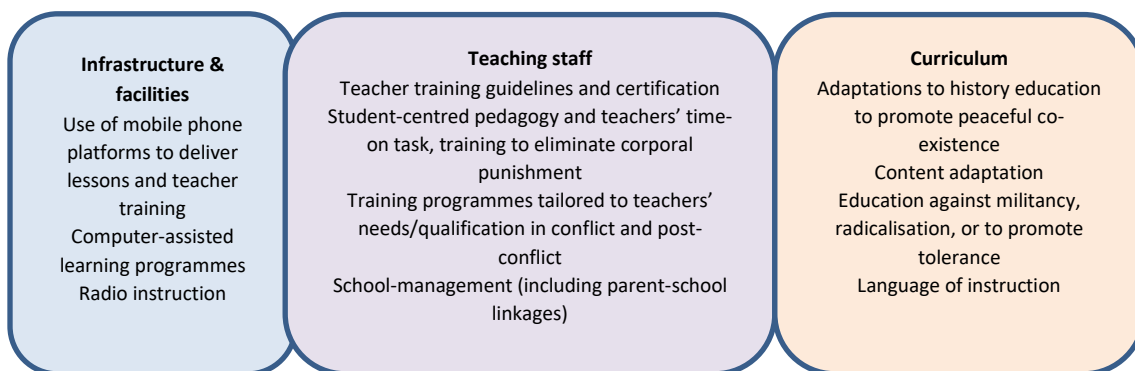 Infrastructure &
facilities
Use of mobile phone
platforms to deliver
lessons and teacher
training
Computer-assisted
learning programmes
Radio instruction
Teaching staff
Teacher training guidelines and certification
Student-centred pedagogy and teachers' time-
on task, training to eliminate corporal
punishment
Training programmes tailored to teachers'
needs/qualification in conflict and post-
conflict
School-management (including parent-school
linkages)
Curriculum
Adaptations to history education
to promote peaceful co-
existence
Content adaptation
Education against militancy,
radicalisation, or to promote
tolerance
Language of instruction